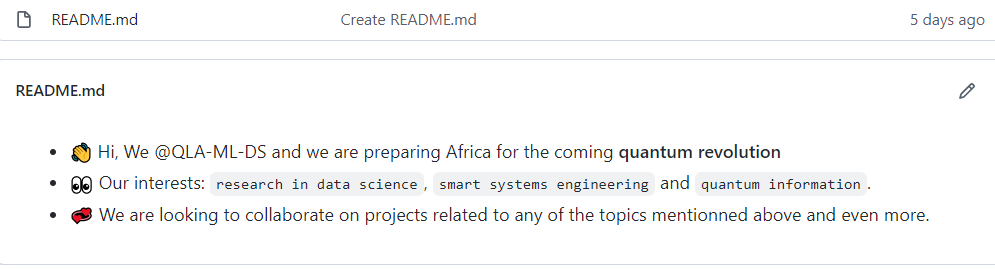 README.md Create README.md 5 days ago
README.md
Hi, We @QLA-ML-DS and we are preparing Africa for the coming quantum revolution
Our interests: research in data science, smart systems engineering and quantum information.
We are looking to collaborate on projects related to any of the topics mentionned above and even more.